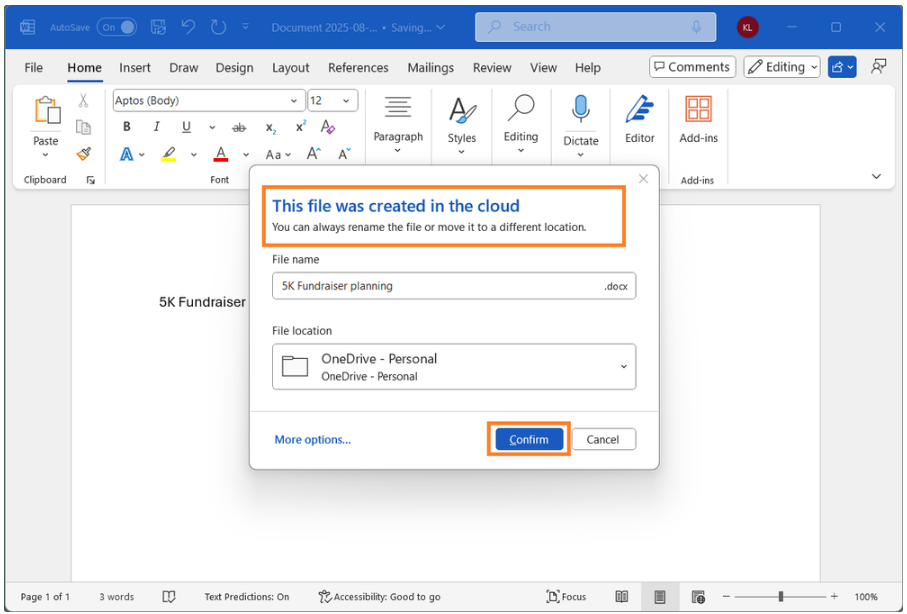 AutoSave On Document 2025-08-... • Saving... Search KL
File Home Insert Draw Design Layout References Mailings Review View Help Comments Editing
Aptos (Body) 12
B I U ab x₂ x² A
A A Aa A A
Paste Paragraph Styles Editing Dictate Editor Add-ins
Clipboard Font Add-ins
This file was created in the cloud
You can always rename the file or move it to a different location.
File name
5K Fundraiser planning .docx
5K Fundraiser
File location
OneDrive - Personal
OneDrive - Personal
More options... Confirm Cancel
Page 1 of 1 3 words Text Predictions: On Accessibility: Good to go Focus 100%